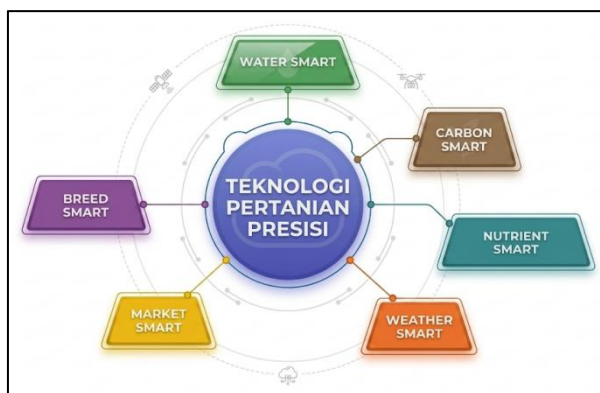 WATER SMART
CARBON
SMART
BREED
SMART
TEKNOLOGI
PERTANIAN
PRESISI
NUTRIENT
SMART
MARKET
SMART
WEATHER
SMART